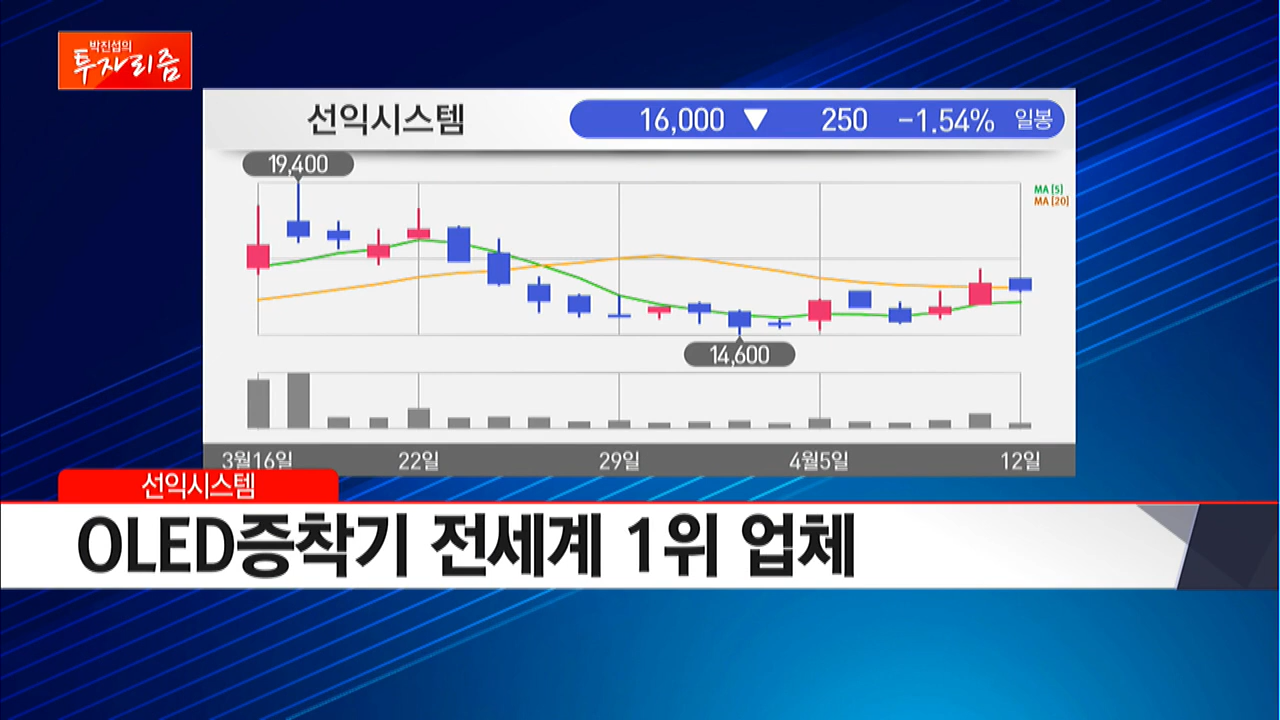 박진섭의
투자리듬
선익시스템 16,000 ▼ 250 -1.54% 일봉
19,400
MA [5]
MA [20]
14,600
3월16일 22일 29일 4월5일 12일
선익시스템
OLED증착기 전세계 1위 업체